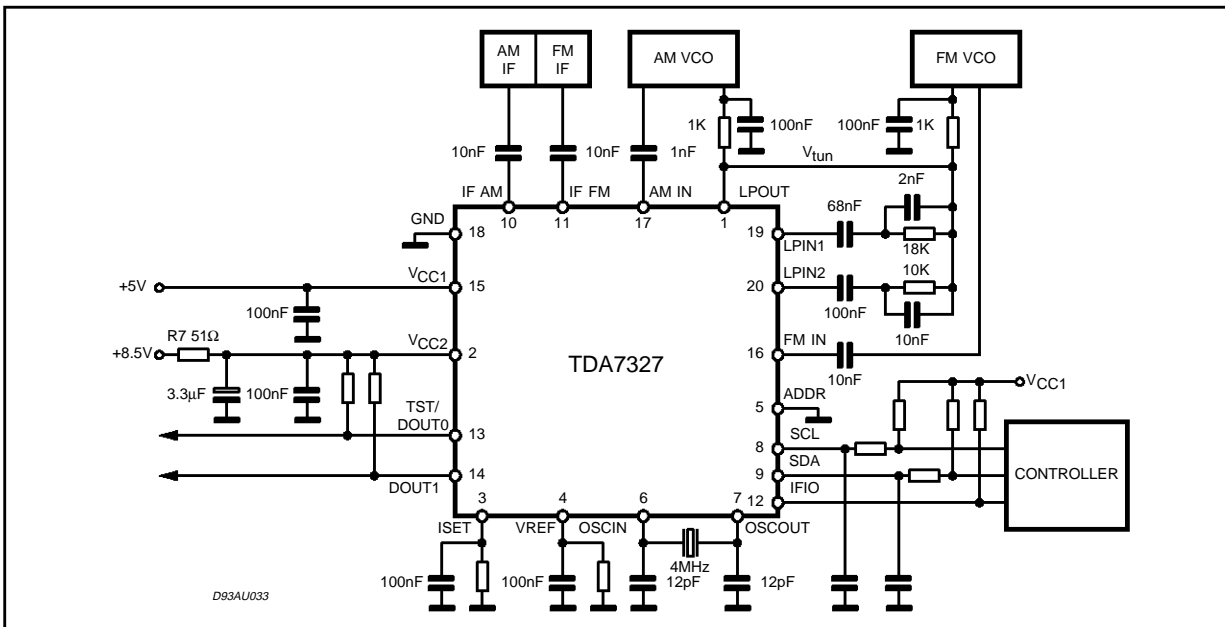 AM IF
FM IF
AM VCO
FM VCO
1K
100nF
100nF
1K
10nF
10nF
1nF
Vtun
2nF
IF AM
IF FM
AM IN
LPOUT
68nF
GND
18
10
11
17
1
19
LPIN1
18K
VCC1
10K
+5V
15
20
LPIN2
100nF
100nF
10nF
R7 51Ω
VCC2
FM IN
+8.5V
2
TDA7327
16
10nF
3.3µF
100nF
ADDR
VCC1
5
TST/
DOUT0
13
SCL
8
SDA
14
9
CONTROLLER
DOUT1
12
IFIO
3
4
6
7
ISET
VREF
OSCIN
OSCOUT
4MHz
100nF
100nF
12pF
12pF
D93AU033